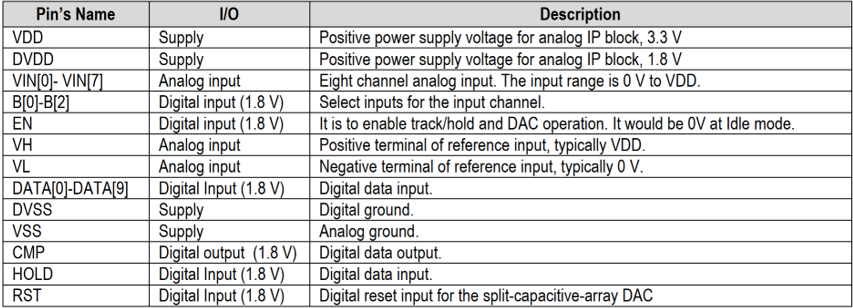 Pin's Name I/O Description
VDD Supply Positive power supply voltage for analog IP block, 3.3 V
DVDD Supply Positive power supply voltage for analog IP block, 1.8 V
VIN[0]- VIN[7] Analog input Eight channel analog input. The input range is 0 V to VDD.
B[0]-B[2] Digital input (1.8 V) Select inputs for the input channel.
EN Digital input (1.8 V) It is to enable track/hold and DAC operation. It would be 0V at Idle mode.
VH Analog input Positive terminal of reference input, typically VDD.
VL Analog input Negative terminal of reference input, typically 0 V.
DATA[0]-DATA[9] Digital Input (1.8 V) Digital data input.
DVSS Supply Digital ground.
VSS Supply Analog ground.
CMP Digital output (1.8 V) Digital data output.
HOLD Digital Input (1.8 V) Digital data input.
RST Digital Input (1.8 V) Digital reset input for the split-capacitive-array DAC